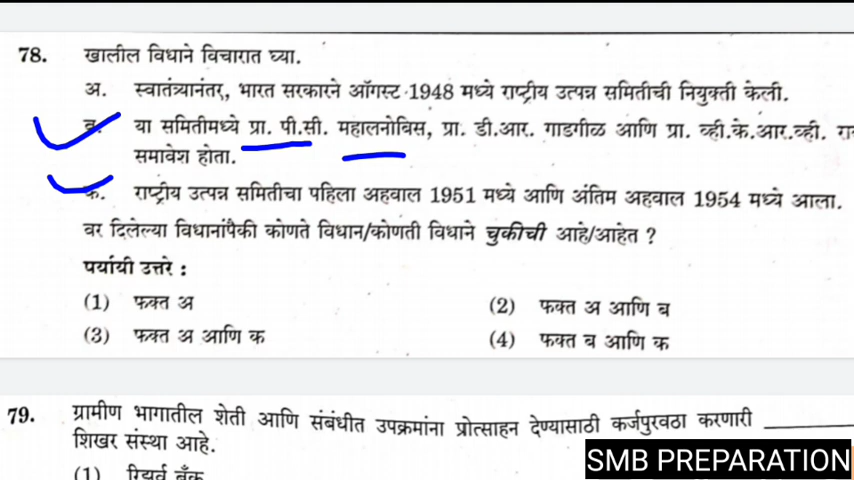 78. खालील विधाने विचारात घ्या.
अ. स्वातंत्र्यानंतर, भारत सरकारने ऑगस्ट 1948 मध्ये राष्ट्रीय उत्पन्न समितीची नियुक्ती केली.
ब. या समितीमध्ये प्रा. पी.सी. महालनोबिस, प्रा. डी.आर. गाडगीळ आणि प्रा. व्ही.के.आर.व्ही.
समावेश होता.
क. राष्ट्रीय उत्पन्न समितीचा पहिला अहवाल 1951 मध्ये आणि अंतिम अहवाल 1954 मध्ये आला.
वर दिलेल्या विधानांपैकी कोणते विधान/कोणती विधाने चुकीची आहे/आहेत ?
पर्यायी उत्तरे :
(1) फक्त अ
(2) फक्त अ आणि ब
(3) फक्त अ आणि क
(4) फक्त ब आणि क
79. ग्रामीण भागातील शेती आणि संबंधीत उपक्रमांना प्रोत्साहन देण्यासाठी कर्जपुरवठा करणारी
शिखर संस्था आहे.
(1) रिझर्व बँक
SMB PREPARATION